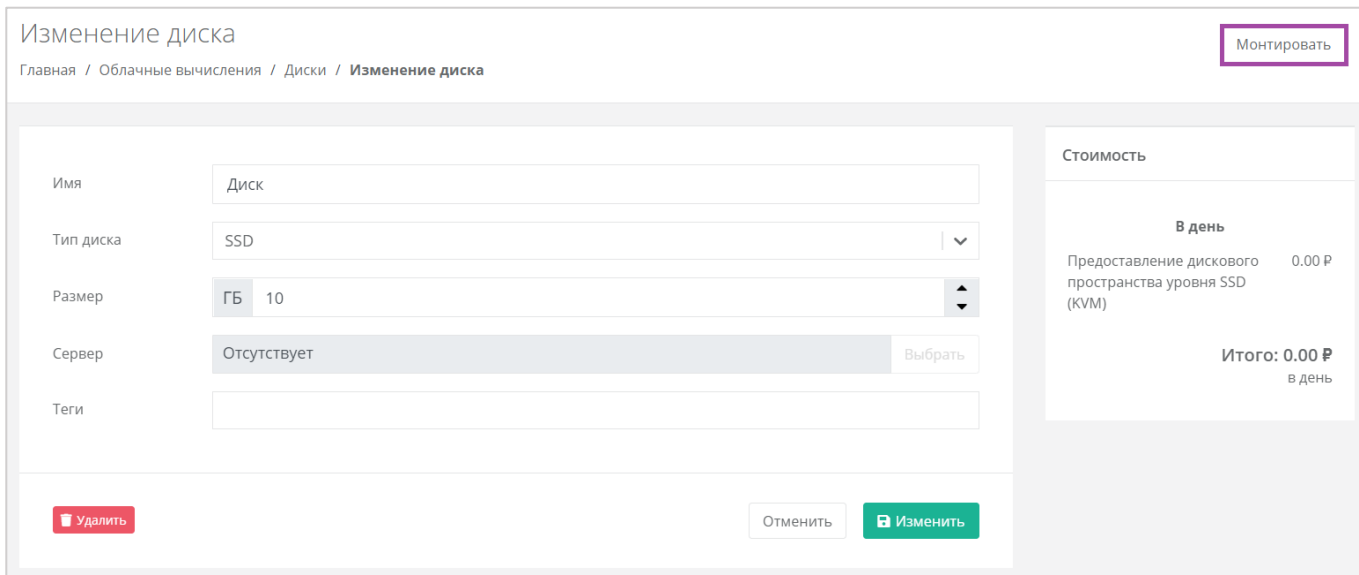 Изменение диска
Монтировать
Главная / Облачные вычисления / Диски / Изменение диска
Имя
Диск
Тип диска
SSD
Размер
ГБ 10
Сервер
Отсутствует
Выбрать
Теги
Удалить
Отменить
Изменить
Стоимость
В день
Предоставление дискового 0.00 ₽
пространства уровня SSD
(KVM)
Итого: 0.00 ₽
в день